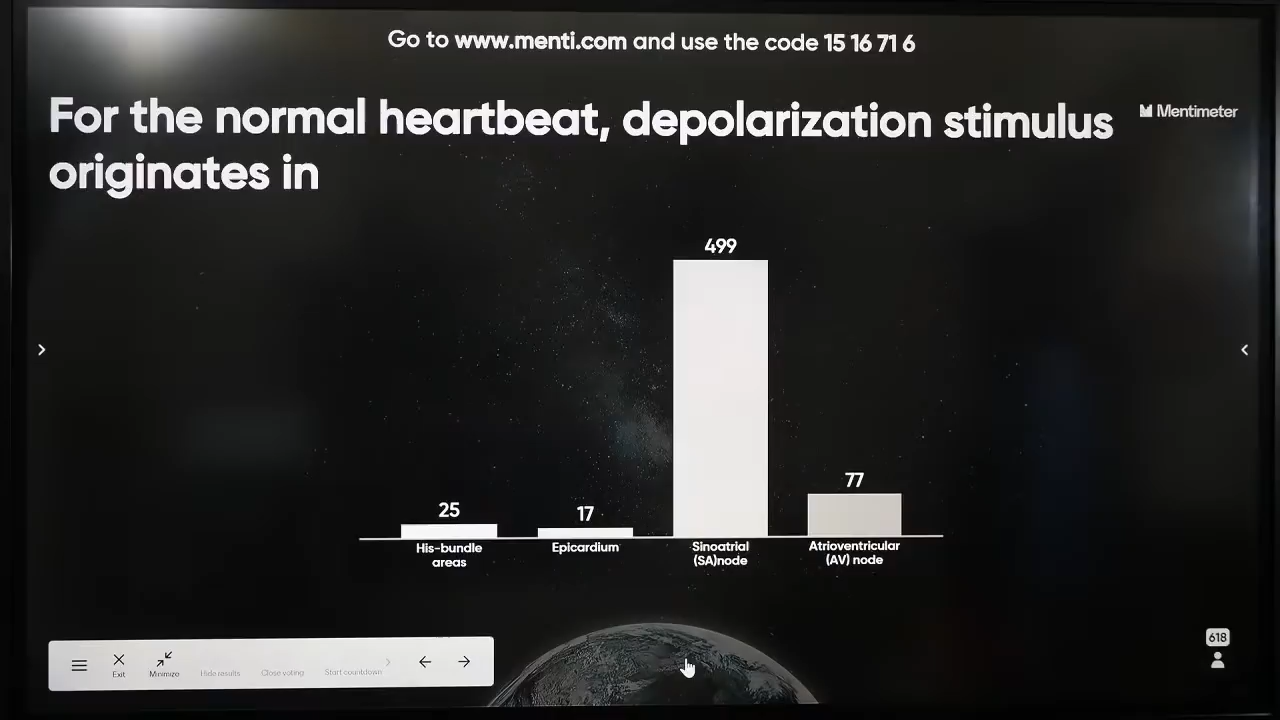 Go to www.menti.com and use the code 15 16 71 6
For the normal heartbeat, depolarization stimulus
originates in
Mentimeter
499
77
25
17
His-bundle
areas
Epicardium
Sinoatrial
(SA)node
Atrioventricular
(AV) node
618
Exit
Minimize
Hide results
Close voting
Start countdown